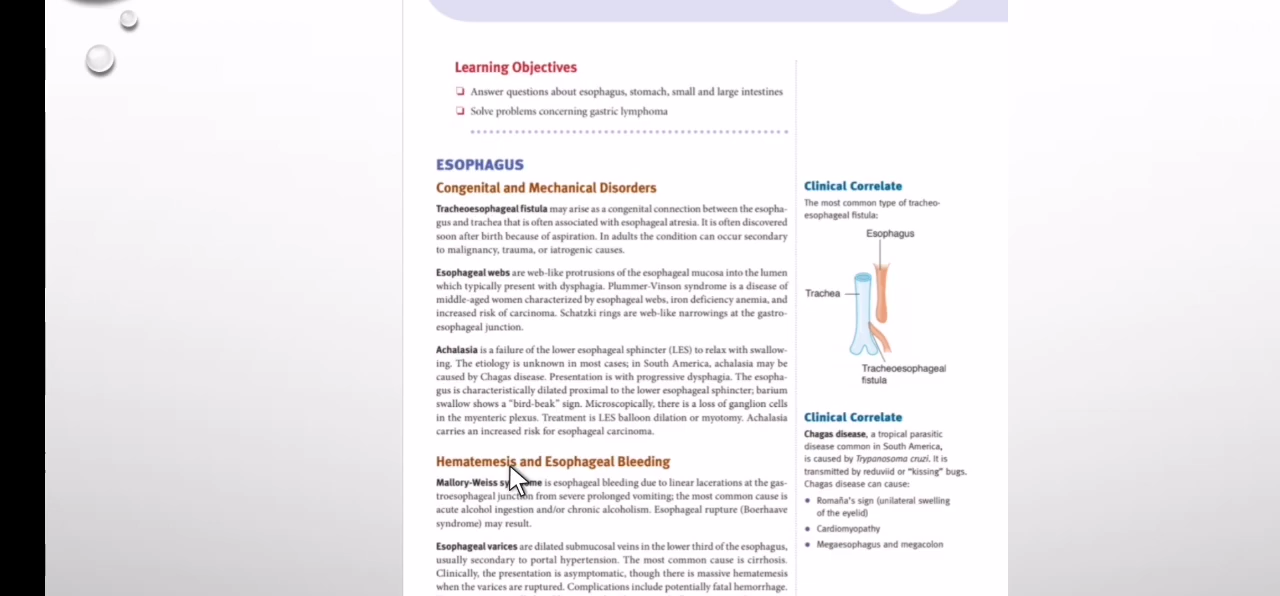 Learning Objectives
❏ Answer questions about esophagus, stomach, small and large intestines
❏ Solve problems concerning gastric lymphoma
ESOPHAGUS
Congenital and Mechanical Disorders
Tracheoesophageal fistula may arise as a congenital connection between the esopha-
gus and trachea that is often associated with esophageal atresia. It is often discovered
soon after birth because of aspiration. In adults the condition can occur secondary
to malignancy, trauma, or iatrogenic causes.
Esophageal webs are web-like protrusions of the esophageal mucosa into the lumen
which typically present with dysphagia. Plummer-Vinson syndrome is a disease of
middle-aged women characterized by esophageal webs, iron deficiency anemia, and
increased risk of carcinoma. Schatzki rings are web-like narrowings at the gastro-
esophageal junction.
Achalasia is a failure of the lower esophageal sphincter (LES) to relax with swallow-
ing. The etiology is unknown in most cases; in South America, achalasia may be
caused by Chagas disease. Presentation is with progressive dysphagia. The esopha-
gus is characteristically dilated proximal to the lower esophageal sphincter; barium
swallow shows a "bird-beak" sign. Microscopically, there is a loss of ganglion cells
in the myenteric plexus. Treatment is LES balloon dilation or myotomy. Achalasia
carries an increased risk for esophageal carcinoma.
Hematemesis and Esophageal Bleeding
Mallory-Weiss syndrome is esophageal bleeding due to linear lacerations at the gas-
troesophageal junction from severe prolonged vomiting; the most common cause is
acute alcohol ingestion and/or chronic alcoholism. Esophageal rupture (Boerhaave
syndrome) may result.
Esophageal varices are dilated submucosal veins in the lower third of the esophagus,
usually secondary to portal hypertension. The most common cause is cirrhosis.
Clinically, the presentation is asymptomatic, though there is massive hematemesis
when the varices are ruptured. Complications include potentially fatal hemorrhage.
Clinical Correlate
The most common type of tracheo-
esophageal fistula:
Esophagus
Trachea
Tracheoesophageal
fistula
Clinical Correlate
Chagas disease, a tropical parasitic
disease common in South America,
is caused by Trypanosoma cruzi. It is
transmitted by reduviid or "kissing" bugs.
Chagas disease can cause:
• Romaña's sign (unilateral swelling
of the eyelid)
• Cardiomyopathy
• Megaesophagus and megacolon